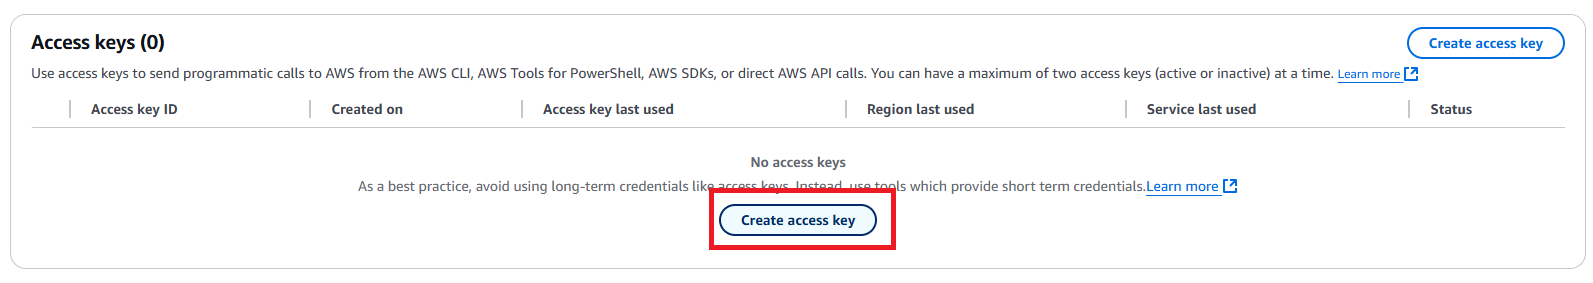 Access keys (0)
Create access key
Use access keys to send programmatic calls to AWS from the AWS CLI, AWS Tools for PowerShell, AWS SDKs, or direct AWS API calls. You can have a maximum of two access keys (active or inactive) at a time. Learn more
Access key ID Created on Access key last used Region last used Service last used Status
No access keys
As a best practice, avoid using long-term credentials like access keys. Instead, use tools which provide short term credentials.Learn more
Create access key